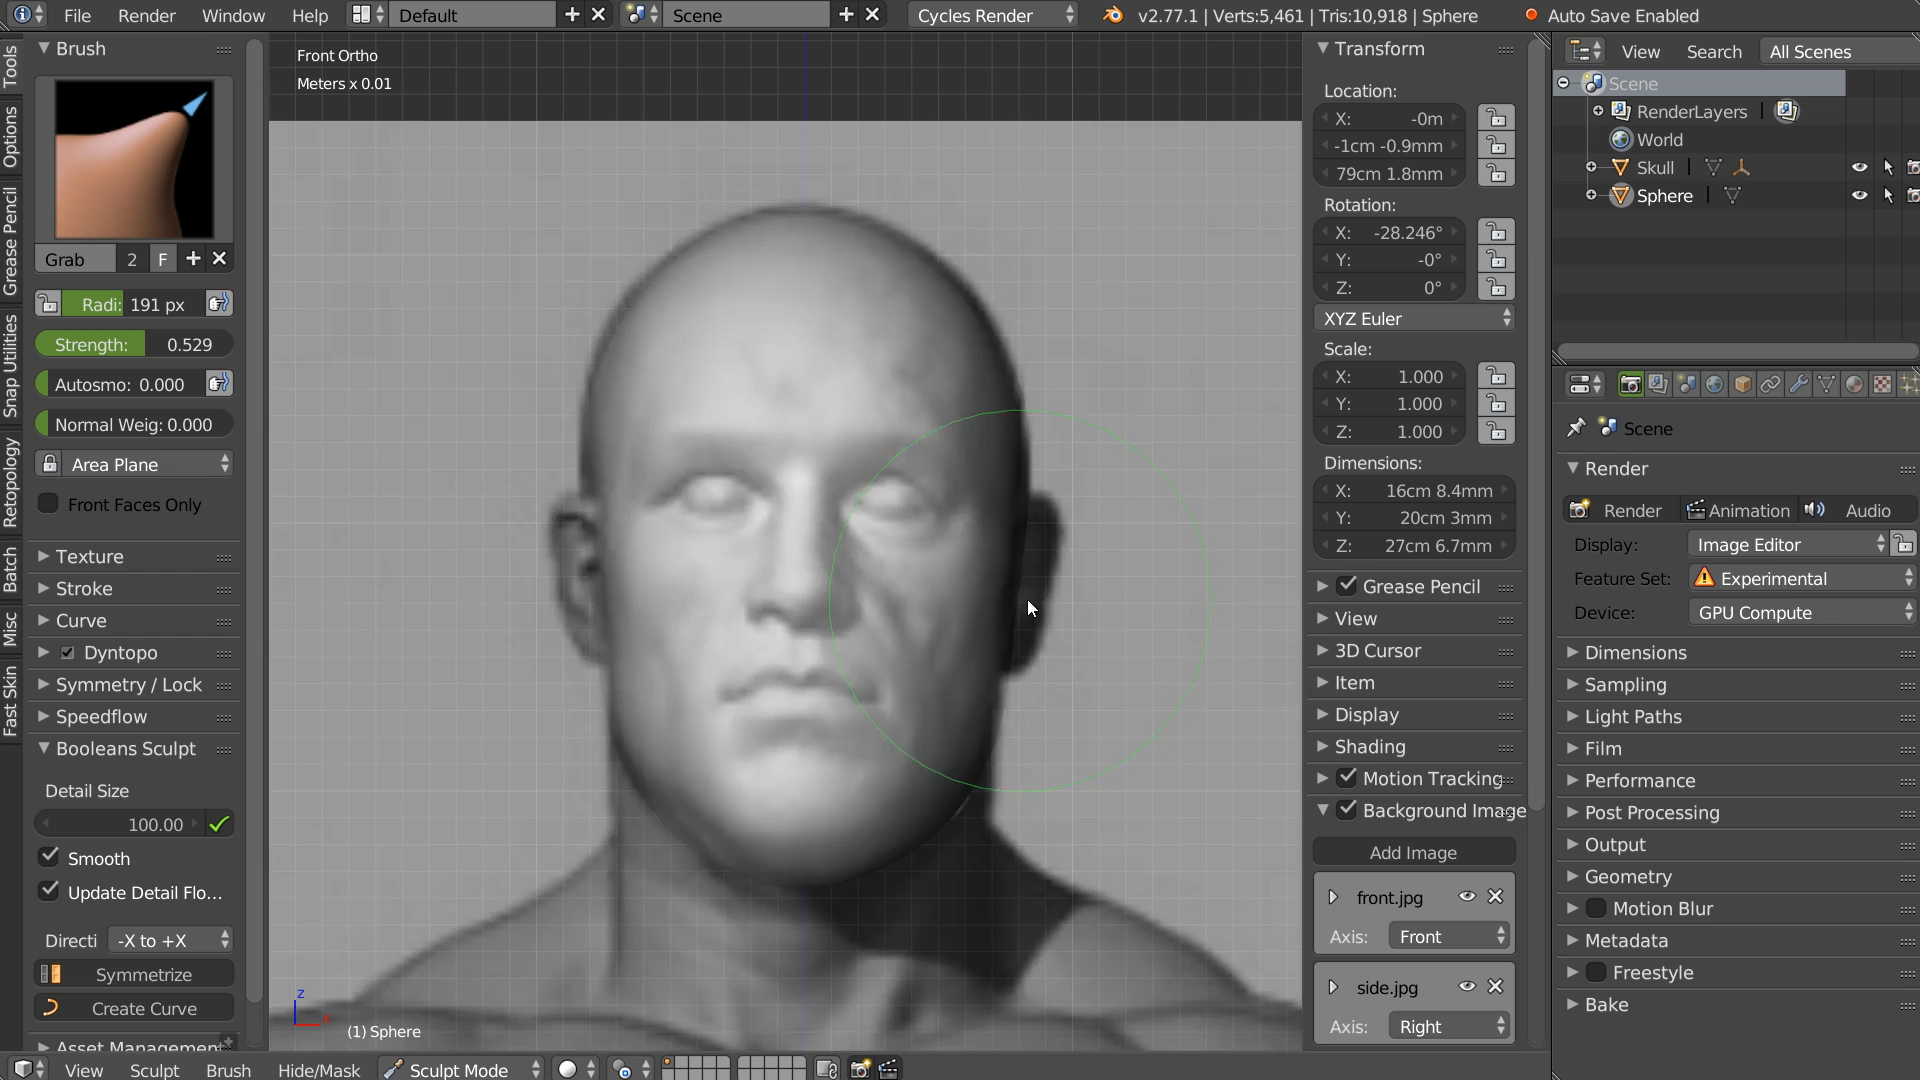 File Render Window Help Default Scene Cycles Render v2.77.1 | Verts:5,461 | Tris:10,918 | Sphere Auto Save Enabled
Tools
Options
Grease Pencil
Snap Utilities
Retopology
Batch
Misc
Fast Skin
Brush
Grab 2 F
Radi: 191 px
Strength: 0.529
Autosmo: 0.000
Normal Weig: 0.000
Area Plane
Front Faces Only
Texture
Stroke
Curve
Dyntopo
Symmetry / Lock
Speedflow
Booleans Sculpt
Detail Size
100.00
Smooth
Update Detail Flo...
Directi -X to +X
Symmetrize
Create Curve
Asset Management
Front Ortho
Meters x 0.01
z
x
(1) Sphere
View Sculpt Brush Hide/Mask Sculpt Mode
Transform
Location:
X: -0m
-1cm -0.9mm
79cm 1.8mm
Rotation:
X: -28.246°
Y: -0°
Z: 0°
XYZ Euler
Scale:
X: 1.000
Y: 1.000
Z: 1.000
Dimensions:
X: 16cm 8.4mm
Y: 20cm 3mm
Z: 27cm 6.7mm
Grease Pencil
View
3D Cursor
Item
Display
Shading
Motion Tracking
Background Image
Add Image
front.jpg
Axis: Front
side.jpg
Axis: Right
View Search All Scenes
Scene
RenderLayers
World
Skull
Sphere
Scene
Render
Render Animation Audio
Display: Image Editor
Feature Set: Experimental
Device: GPU Compute
Dimensions
Sampling
Light Paths
Film
Performance
Post Processing
Output
Geometry
Motion Blur
Metadata
Freestyle
Bake